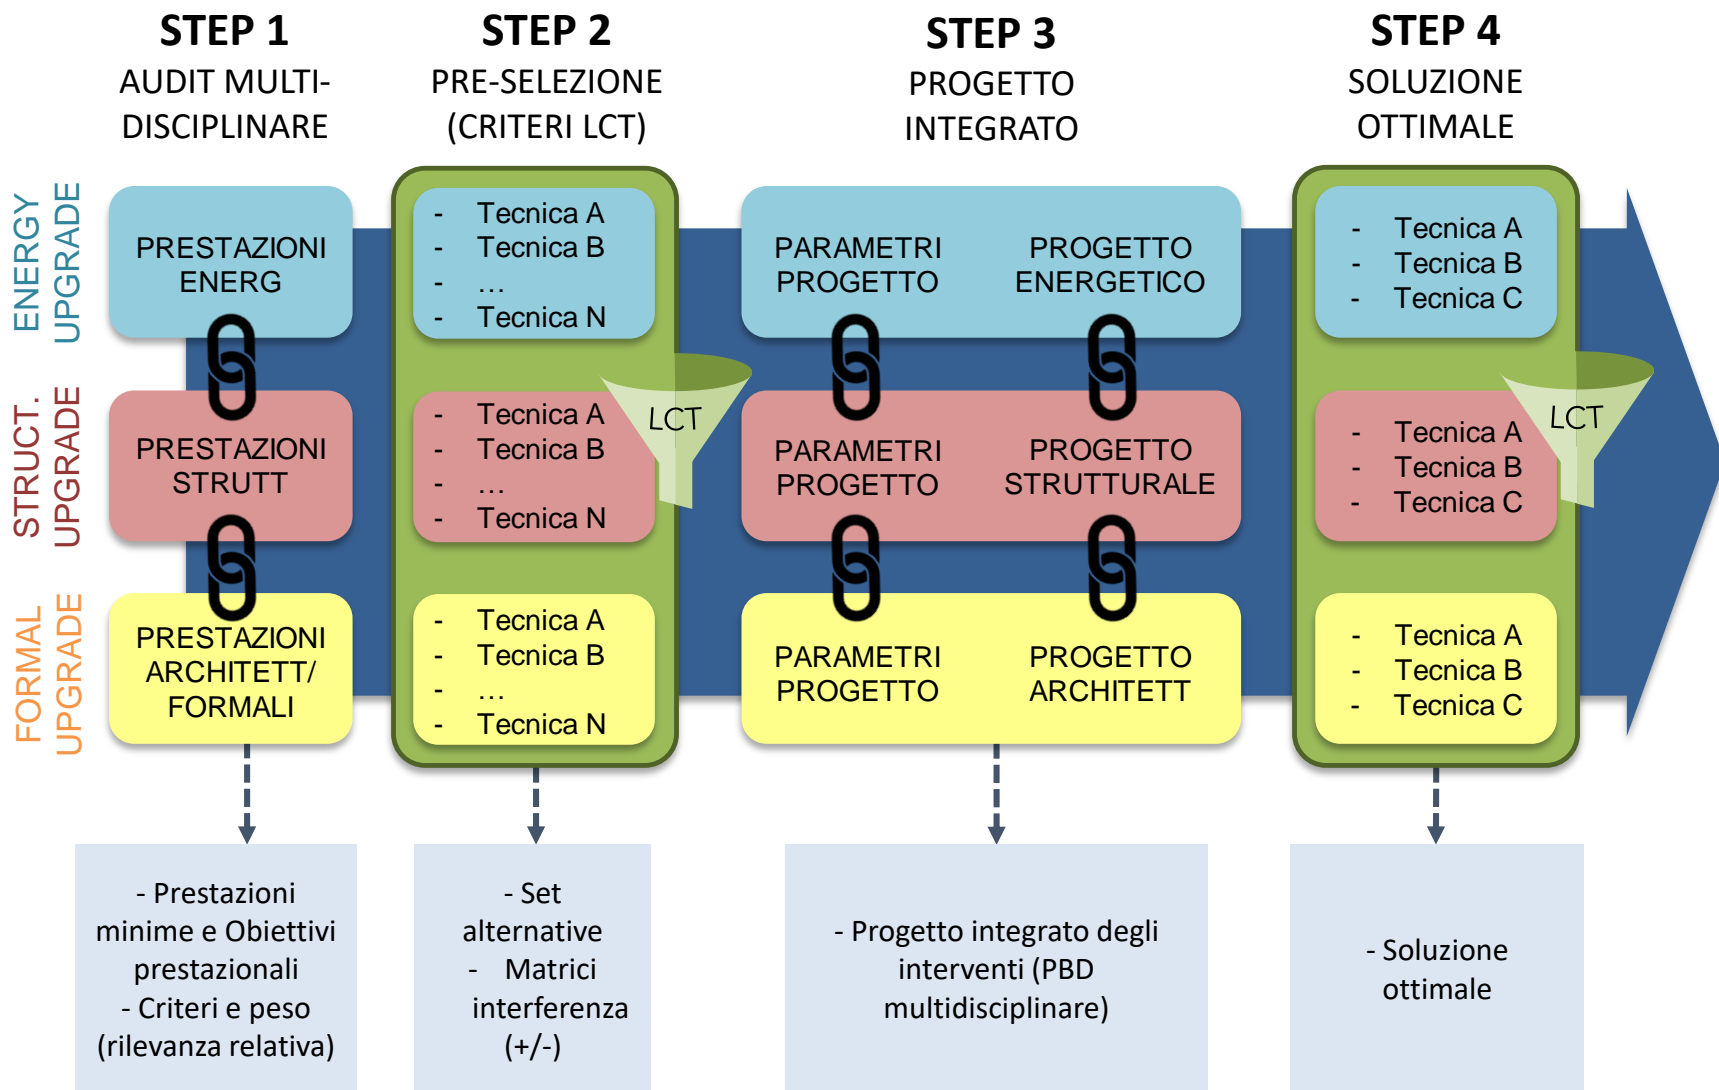 STEP 1
AUDIT MULTI-
DISCIPLINARE
STEP 2
PRE-SELEZIONE
(CRITERI LCT)
STEP 3
PROGETTO
INTEGRATO
STEP 4
SOLUZIONE
OTTIMALE
ENERGY
UPGRADE
PRESTAZIONI
ENERG
- Tecnica A
- Tecnica B
- ...
- Tecnica N
PARAMETRI
PROGETTO
PROGETTO
ENERGETICO
- Tecnica A
- Tecnica B
- Tecnica C
STRUCT.
UPGRADE
PRESTAZIONI
STRUTT
- Tecnica A
- Tecnica B
- ...
- Tecnica N
LCT
PARAMETRI
PROGETTO
PROGETTO
STRUTTURALE
- Tecnica A
- Tecnica B
- Tecnica C
LCT
FORMAL
UPGRADE
PRESTAZIONI
ARCHITETT/
FORMALI
- Tecnica A
- Tecnica B
- ...
- Tecnica N
PARAMETRI
PROGETTO
PROGETTO
ARCHITETT
- Tecnica A
- Tecnica B
- Tecnica C
- Prestazioni
minime e Obiettivi
prestazionali
- Criteri e peso
(rilevanza relativa)
- Set
alternative
- Matrici
interferenza
(+/-)
- Progetto integrato degli
interventi (PBD
multidisciplinare)
- Soluzione
ottimale